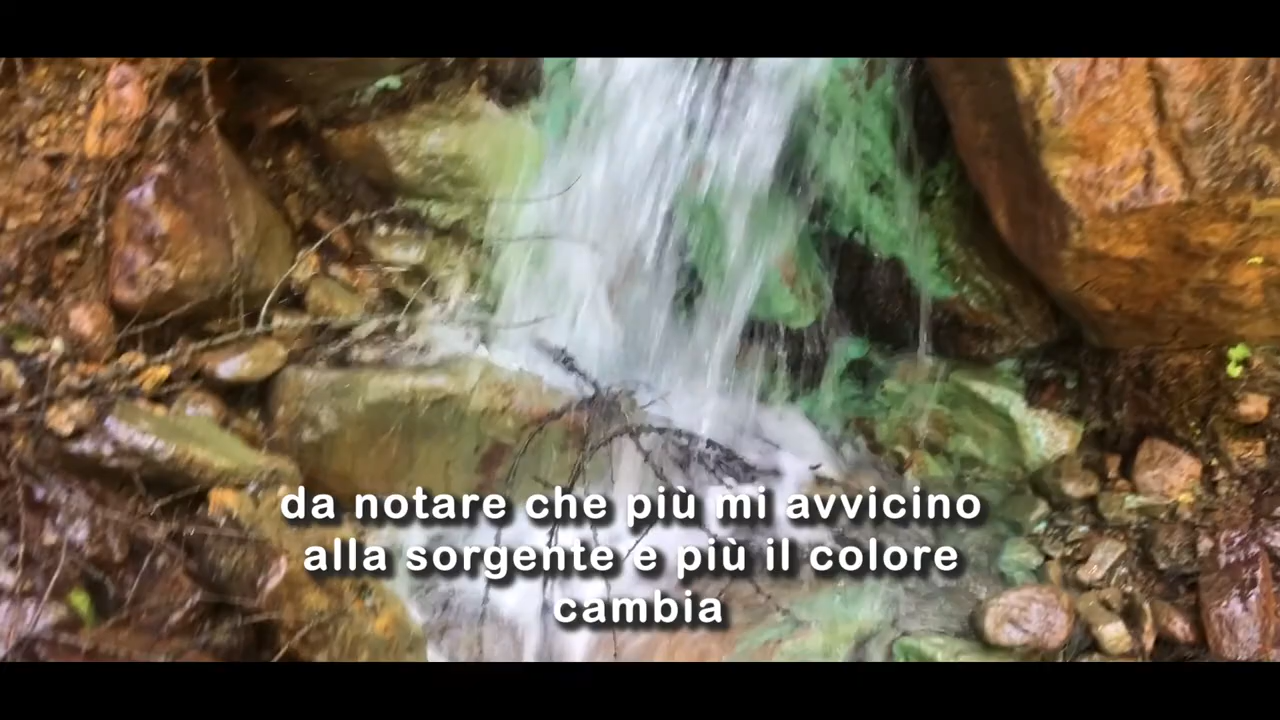 da notare che più mi avvicino
alla sorgente e più il colore
cambia